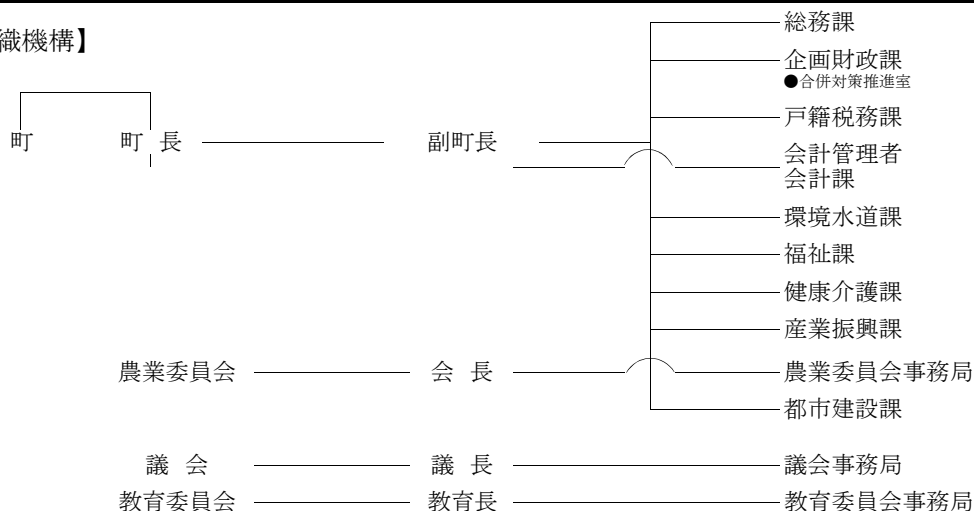 織機構】
総務課
企画財政課
●合併対策推進室
戸籍税務課
町 町 長 副町長
会計管理者
会計課
環境水道課
福祉課
健康介護課
産業振興課
農業委員会 会 長 農業委員会事務局
都市建設課
議 会 議 長 議会事務局
教育委員会 教育長 教育委員会事務局